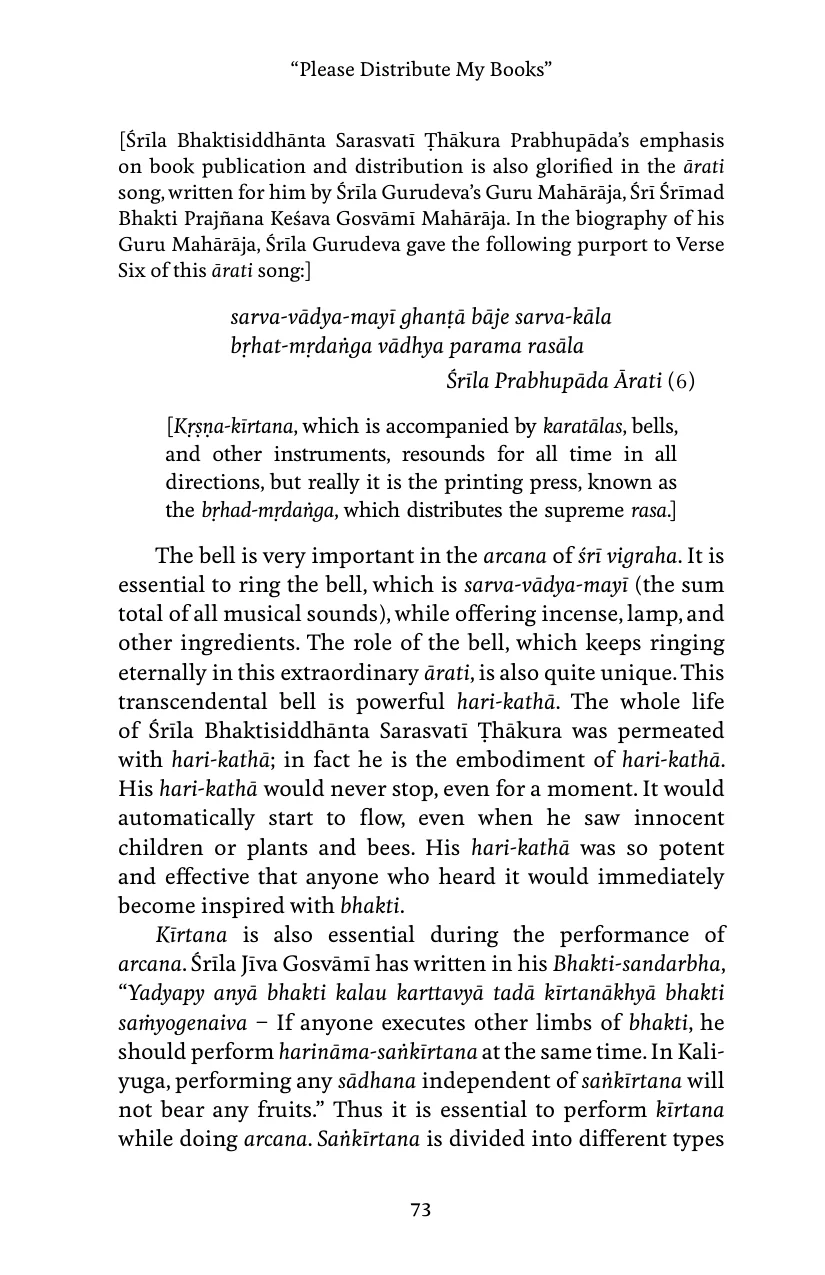 “Please Distribute My Books”
[Śrīla Bhaktisiddhānta Sarasvatī Ṭhākura Prabhupāda’s emphasis
on book publication and distribution is also glorified in the ārati
song, written for him by Śrīla Gurudeva’s Guru Mahārāja, Śrī Śrīmad
Bhakti Prajñana Keśava Gosvāmī Mahārāja. In the biography of his
Guru Mahārāja, Śrīla Gurudeva gave the following purport to Verse
Six of this ārati song:]
sarva-vādya-mayī ghanṭā bāje sarva-kāla
bṛhat-mṛdaṅga vādhya parama rasāla
Śrīla Prabhupāda Ārati (6)
[Kṛṣṇa-kīrtana, which is accompanied by karatālas, bells,
and other instruments, resounds for all time in all
directions, but really it is the printing press, known as
the bṛhad-mṛdaṅga, which distributes the supreme rasa.]
The bell is very important in the arcana of śrī vigraha. It is
essential to ring the bell, which is sarva-vādya-mayī (the sum
total of all musical sounds), while offering incense, lamp, and
other ingredients. The role of the bell, which keeps ringing
eternally in this extraordinary ārati, is also quite unique. This
transcendental bell is powerful hari-kathā. The whole life
of Śrīla Bhaktisiddhānta Sarasvatī Ṭhākura was permeated
with hari-kathā; in fact he is the embodiment of hari-kathā.
His hari-kathā would never stop, even for a moment. It would
automatically start to flow, even when he saw innocent
children or plants and bees. His hari-kathā was so potent
and effective that anyone who heard it would immediately
become inspired with bhakti.
Kīrtana is also essential during the performance of
arcana. Śrīla Jīva Gosvāmī has written in his Bhakti-sandarbha,
“Yadyapy anyā bhakti kalau karttavyā tadā kīrtanākhyā bhakti
saṁyogenaiva – If anyone executes other limbs of bhakti, he
should perform harināma-saṅkīrtana at the same time. In Kali-
yuga, performing any sādhana independent of saṅkīrtana will
not bear any fruits.” Thus it is essential to perform kīrtana
while doing arcana. Saṅkīrtana is divided into different types
73